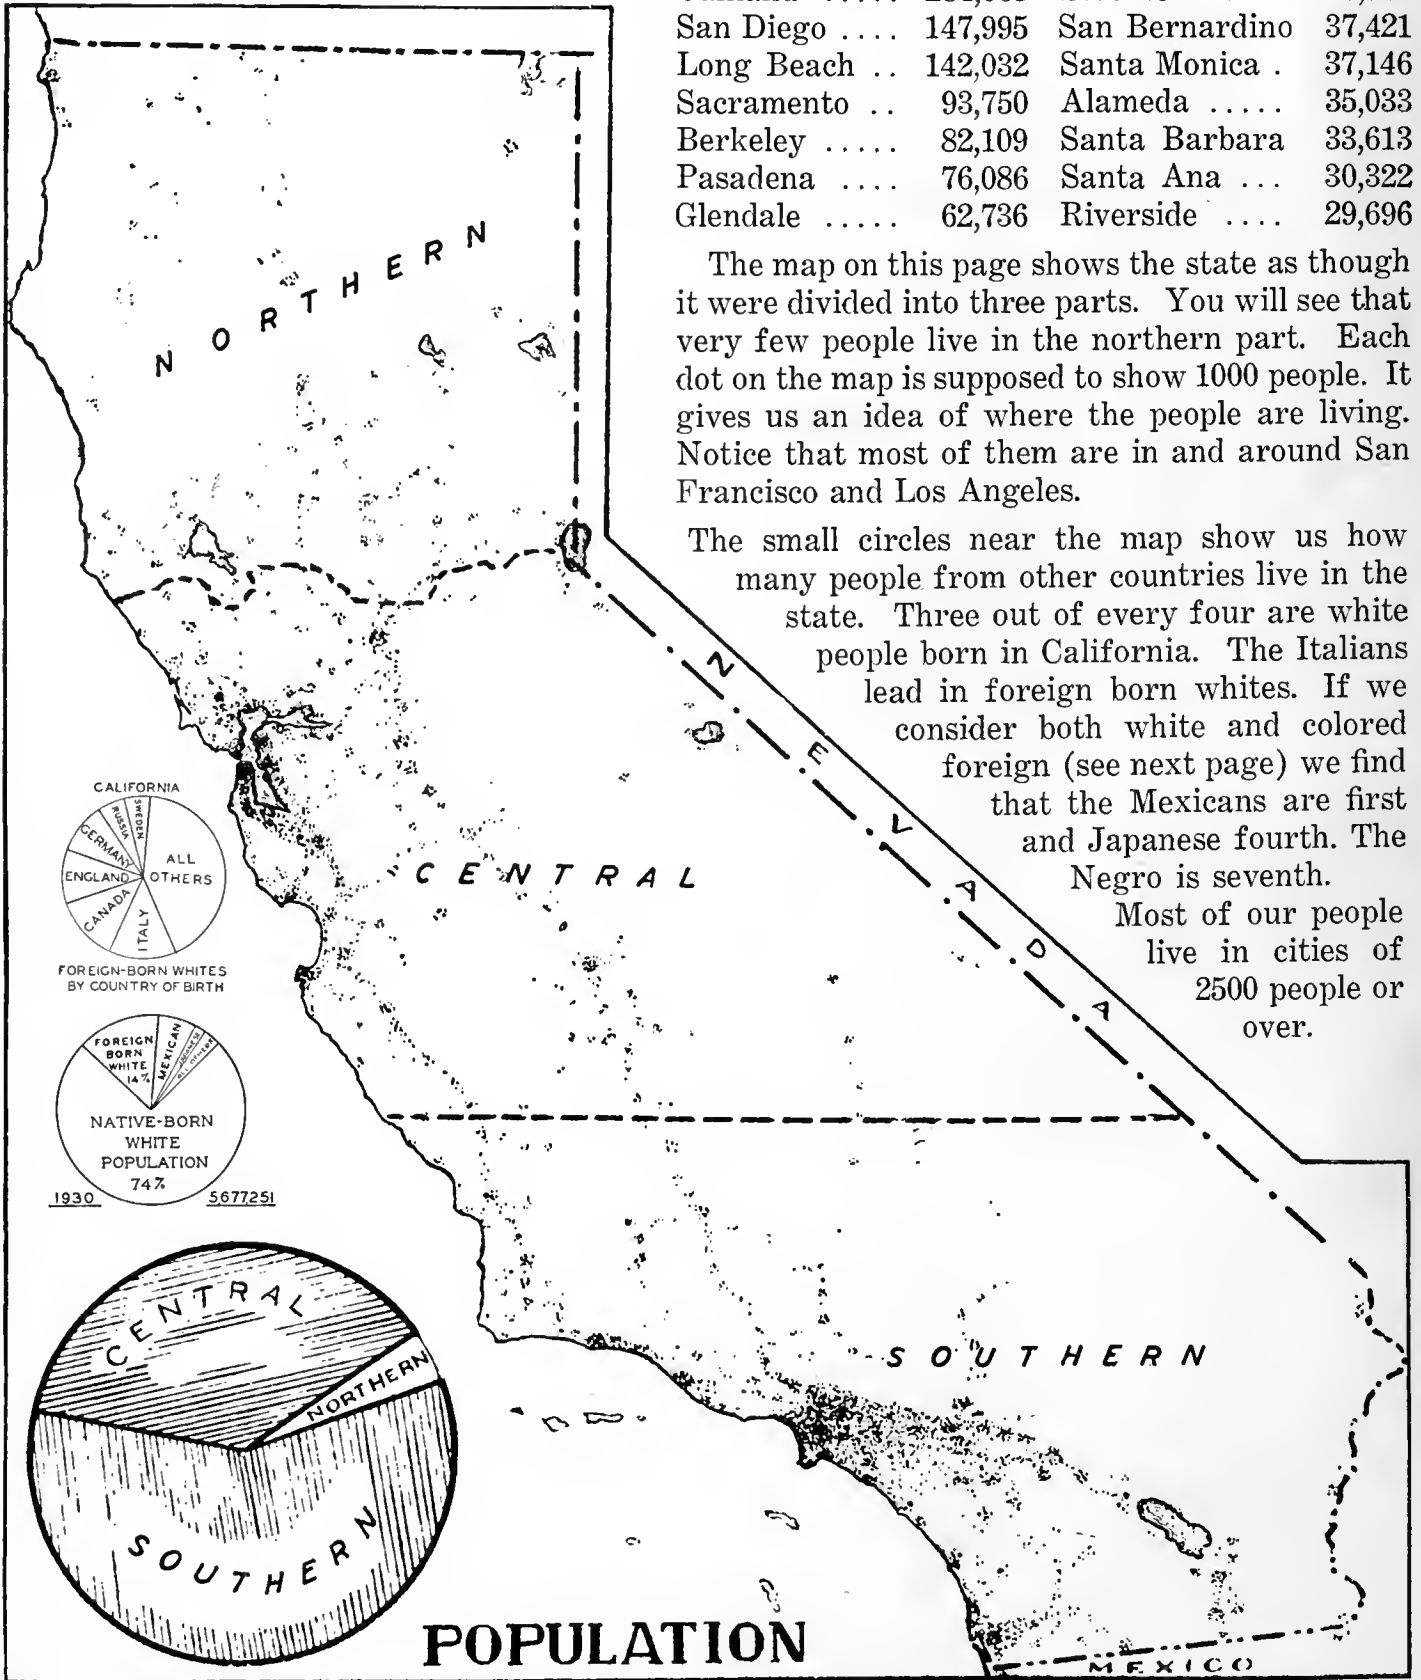 San Diego .... 147,995 San Bernardino 37,421
Long Beach .. 142,032 Santa Monica . 37,146
Sacramento .. 93,750 Alameda ..... 35,033
Berkeley ..... 82,109 Santa Barbara 33,613
Pasadena .... 76,086 Santa Ana ... 30,322
Glendale ..... 62,736 Riverside .... 29,696
The map on this page shows the state as though
it were divided into three parts. You will see that
very few people live in the northern part. Each
dot on the map is supposed to show 1000 people. It
gives us an idea of where the people are living.
Notice that most of them are in and around San
Francisco and Los Angeles.
The small circles near the map show us how
many people from other countries live in the
state. Three out of every four are white
people born in California. The Italians
lead in foreign born whites. If we
consider both white and colored
foreign (see next page) we find
that the Mexicans are first
and Japanese fourth. The
Negro is seventh.
Most of our people
live in cities of
2500 people or
over.
NORTHERN
NEVADA
CENTRAL
SOUTHERN
MEXICO
CALIFORNIA
SWEDEN
RUSSIA
GERMANY
ENGLAND
CANADA
ITALY
ALL
OTHERS
FOREIGN-BORN WHITES
BY COUNTRY OF BIRTH
FOREIGN
BORN
WHITE
14%
MEXICAN
JAPANESE
ALL OTHERS
NATIVE-BORN
WHITE
POPULATION
74%
1930 5,677,251
CENTRAL
NORTHERN
SOUTHERN
POPULATION